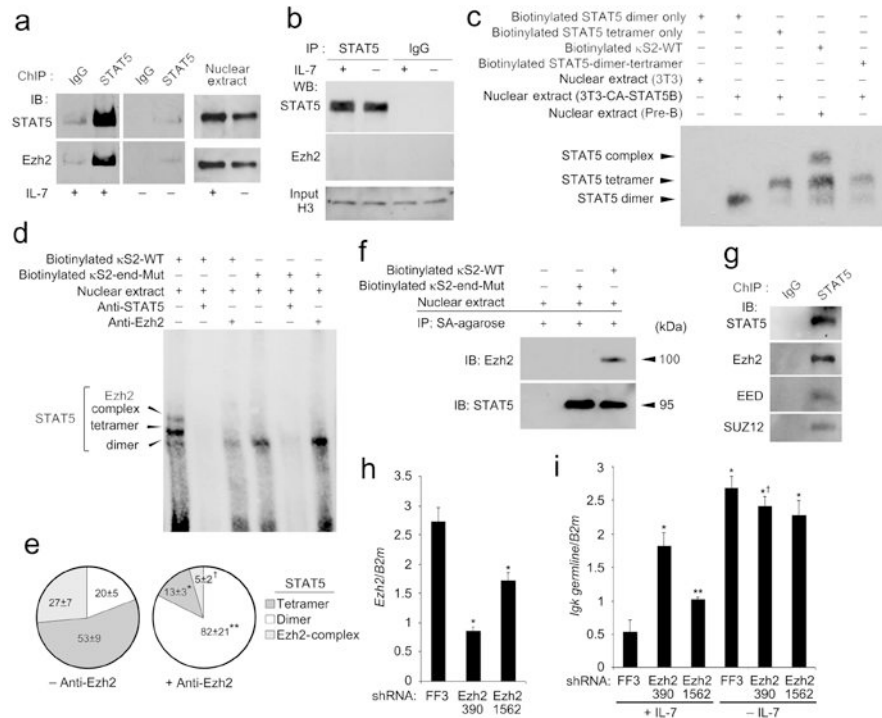 a
ChIP: IgG STAT5 IgG STAT5 Nuclear extract
IB:
STAT5
Ezh2
IL-7 + + − − + −
b
IP : STAT5 IgG
IL-7 + − + −
WB:
STAT5
Ezh2
Input H3
c
Biotinylated STAT5 dimer only + + − − −
Biotinylated STAT5 tetramer only − − + − −
Biotinylated κS2-WT − − − + −
Biotinylated STAT5-dimer-tertramer − − − − +
Nuclear extract (3T3) + − − − −
Nuclear extract (3T3-CA-STAT5B) − + + − +
Nuclear extract (Pre-B) − − − + −
STAT5 complex
STAT5 tetramer
STAT5 dimer
d
Biotinylated κS2-WT + + + − − −
Biotinylated κS2-end-Mut − − − + + +
Nuclear extract + + + + + +
Anti-STAT5 − + − − + −
Anti-Ezh2 − − + − − +
STAT5
Ezh2 complex
tetramer
dimer
e
27±7
20±5
53±9
− Anti-Ezh2
5±2†
13±3*
82±21**
+ Anti-Ezh2
STAT5
Tetramer
Dimer
Ezh2-complex
f
Biotinylated κS2-WT − − +
Biotinylated κS2-end-Mut − + −
Nuclear extract + + +
IP: SA-agarose + + + (kDa)
IB: Ezh2 100
IB: STAT5 95
g
ChIP: IgG STAT5
IB:
STAT5
Ezh2
EED
SUZ12
h
Ezh2/B2m
3.5
3
2.5
2
1.5
1
0.5
0
*
*
shRNA: FF3 Ezh2 390 Ezh2 1562
i
Igk germline/B2m
3
2.5
2
1.5
1
0.5
0
*
**
*
*†
*
shRNA: FF3 Ezh2 390 Ezh2 1562 FF3 Ezh2 390 Ezh2 1562
+ IL-7 − IL-7